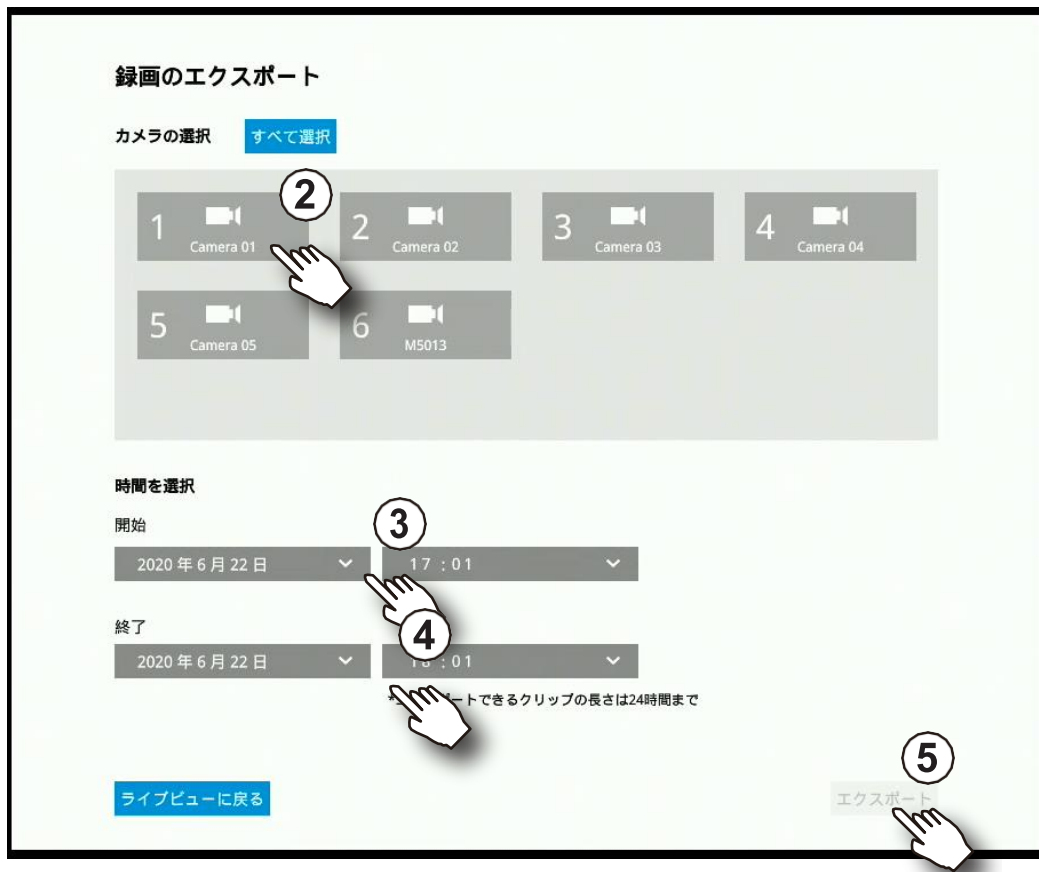 録画のエクスポート
カメラの選択 すべて選択
2
1 Camera 01
2 Camera 02
3 Camera 03
4 Camera 04
5 Camera 05
6 M5013
時間を選択
開始
3
2020 年 6 月 22 日 17 : 01
終了
4
2020 年 6 月 22 日 : 01
ポートできるクリップの長さは24時間まで
5
ライブビューに戻る エクスポート